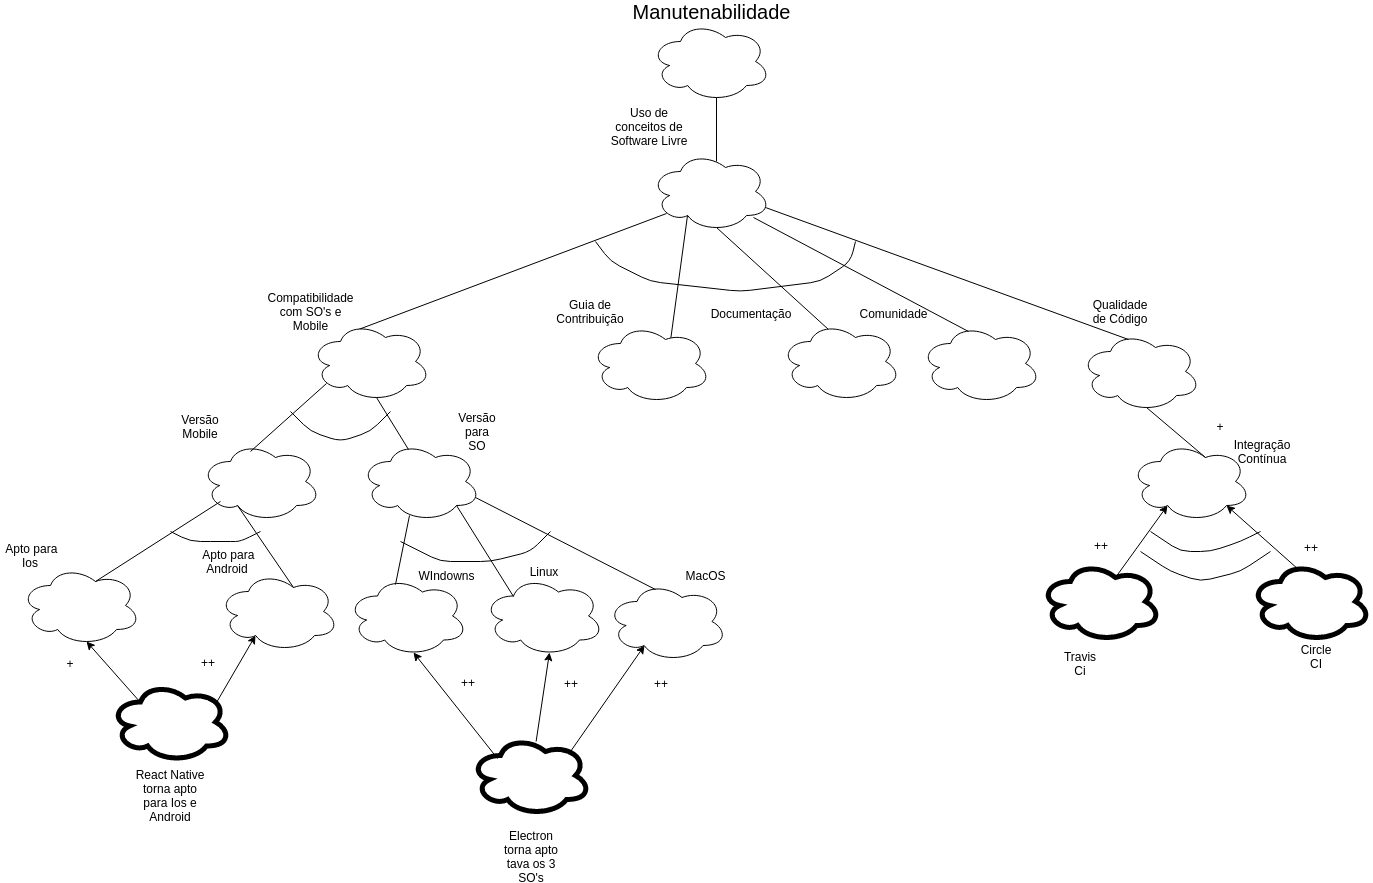 Manutenabilidade
Uso de
conceitos de
Software Livre
Compatibilidade
com SO's e
Mobile
Guia de
Contribuição
Documentação
Comunidade
Qualidade
de Código
Versão
Mobile
Versão
para
SO
+
Integração
Contínua
Apto para
Ios
Apto para
Android
WIndowns
Linux
MacOS
++
++
+
++
++
++
++
Travis
Ci
Circle
CI
React Native
torna apto
para Ios e
Android
Electron
torna apto
tava os 3
SO's